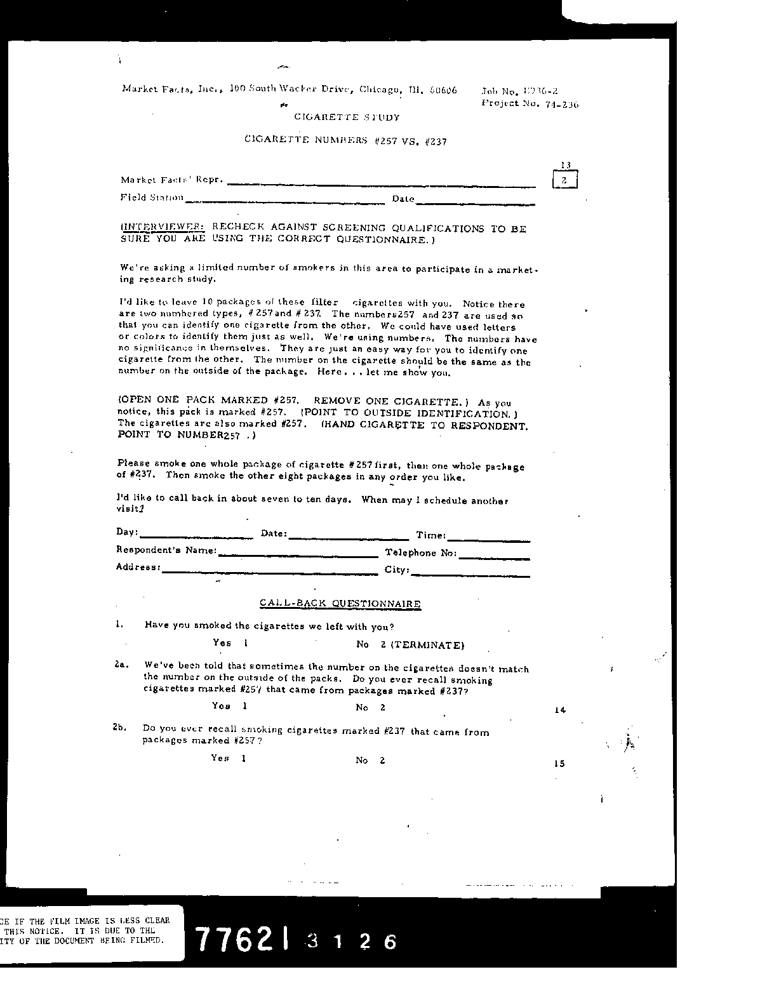 Market Facts, Inc., 100 South Wacker Drive, Chicago, Ill. 60606 Job No.
Project No. 74-236
CIGARETTE STUDY
CIGARETTE NUMBERS #257 VS. #237
13
Market Facts' Repr. 2
Field Station Date
(INTERVIEWER: RECHECK AGAINST SCREENING QUALIFICATIONS TO BE
SURE YOU ARE USING THE CORRECT QUESTIONNAIRE.)
We're asking a limited number of smokers in this area to participate in a market-
ing research study.
I'd like to leave 10 packages of these filter cigarettes with you. Notice there
are two numbered types, #257 and #237. The numbers 257 and 237 are used so
that you can identify one cigarette from the other. We could have used letters
or colors to identify them just as well. We're using numbers. The numbers have
no significance in themselves. They are just an easy way for you to identify one
cigarette from the other. The number on the cigarette should be the same as the
number on the outside of the package. Here. . . let me show you.
(OPEN ONE PACK MARKED #257. REMOVE ONE CIGARETTE.) As you
notice, this pack is marked #257. (POINT TO OUTSIDE IDENTIFICATION.)
The cigarettes are also marked #257. (HAND CIGARETTE TO RESPONDENT.
POINT TO NUMBER257 .)
Please smoke one whole package of cigarette #257 first, then one whole package
of #237. Then smoke the other eight packages in any order you like.
I'd like to call back in about seven to ten days. When may I schedule another
visit?
Day: Date: Time:
Respondent's Name: Telephone No:
Address: City:
CALL-BACK QUESTIONNAIRE
1. Have you smoked the cigarettes we left with you?
Yes 1 No 2 (TERMINATE)
2a. We've been told that sometimes the number on the cigarettes doesn't match
the number on the outside of the packs. Do you ever recall smoking
cigarettes marked #257 that came from packages marked #237?
Yes 1 No 2 14
2b. Do you ever recall smoking cigarettes marked #237 that came from
packages marked #257?
Yes 1 No 2 15
CE IF THE FILM IMAGE IS LESS CLEAR
THIS NOTICE. IT IS DUE TO THE
ITY OF THE DOCUMENT BEING FILMED.
77621 3126